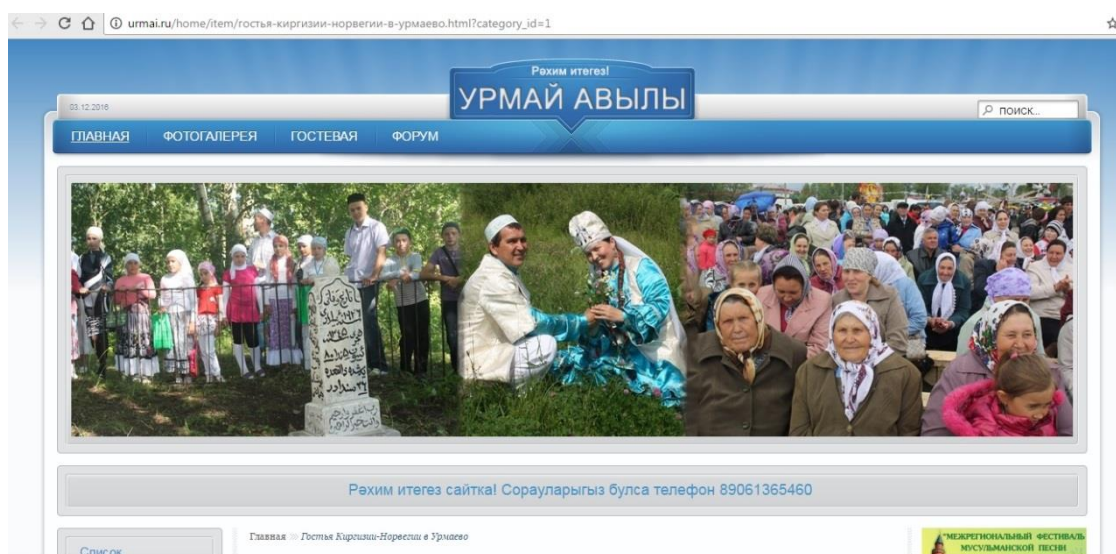 urmai.ru/home/item/гостья-киргизии-норвегии-в-урмаево.html?category_id=1
Рәхим итегез!
УРМАЙ АВЫЛЫ
03.12.2016
поиск...
ГЛАВНАЯ ФОТОГАЛЕРЕЯ ГОСТЕВАЯ ФОРУМ
Рәхим итегез сайтка! Сорауларыгыз булса телефон 89061365460
Главная Гостья Киргизии-Норвегии в Урмаево
Список
"МЕЖРЕГИОНАЛЬНЫЙ ФЕСТИВАЛЬ
МУСУЛЬМАНСКОЙ ПЕСНИ